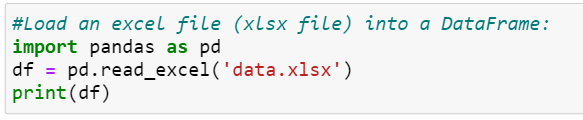 #Load an excel file (xlsx file) into a DataFrame:
import pandas as pd
df = pd.read_excel('data.xlsx')
print(df)